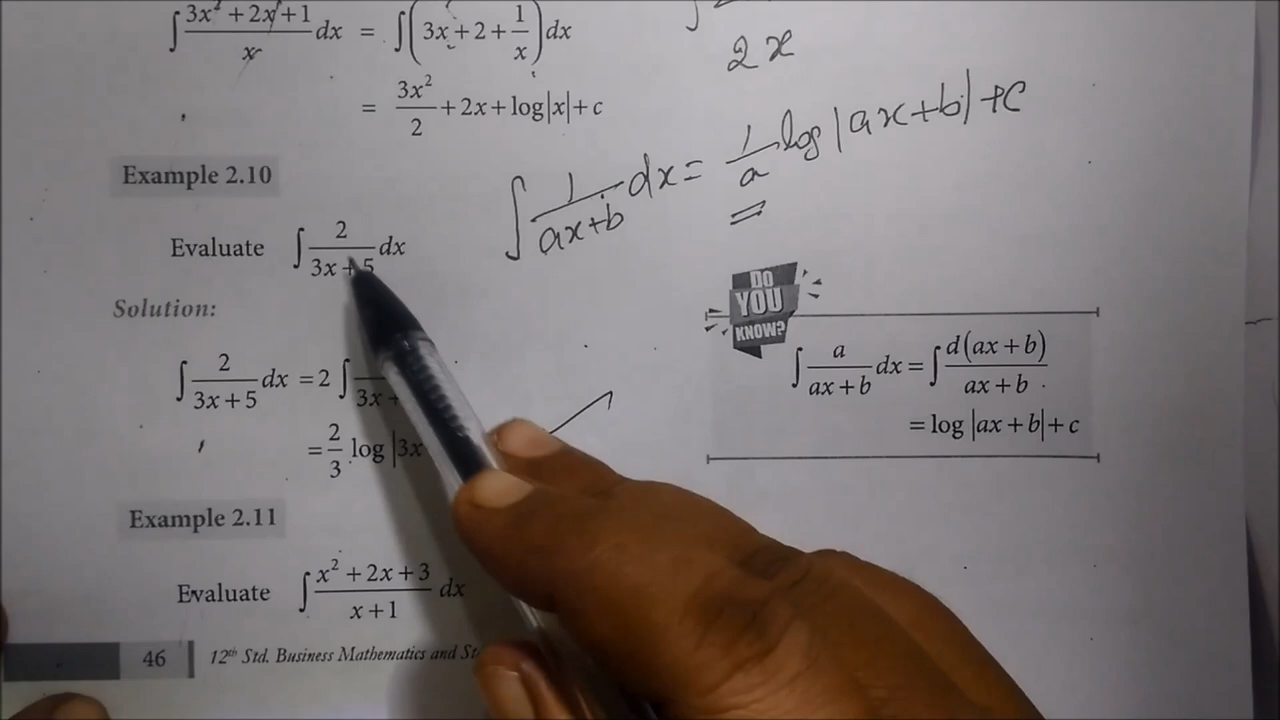 ∫ (3x² + 2x + 1)/x dx = ∫(3x + 2 + 1/x) dx
= 3x²/2 + 2x + log|x| + c
2x
∫ 1/(ax+b) dx = 1/a log|ax+b| + c
Example 2.10
Evaluate ∫ 2/(3x + 5) dx
Solution:
∫ 2/(3x + 5) dx = 2 ∫ 3x +
= 2/3 log |3x
DO
YOU
KNOW?
∫ a/(ax + b) dx = ∫ d(ax + b)/(ax + b)
= log |ax + b| + c
Example 2.11
Evaluate ∫ (x² + 2x + 3)/(x + 1) dx
46 12th Std. Business Mathematics and